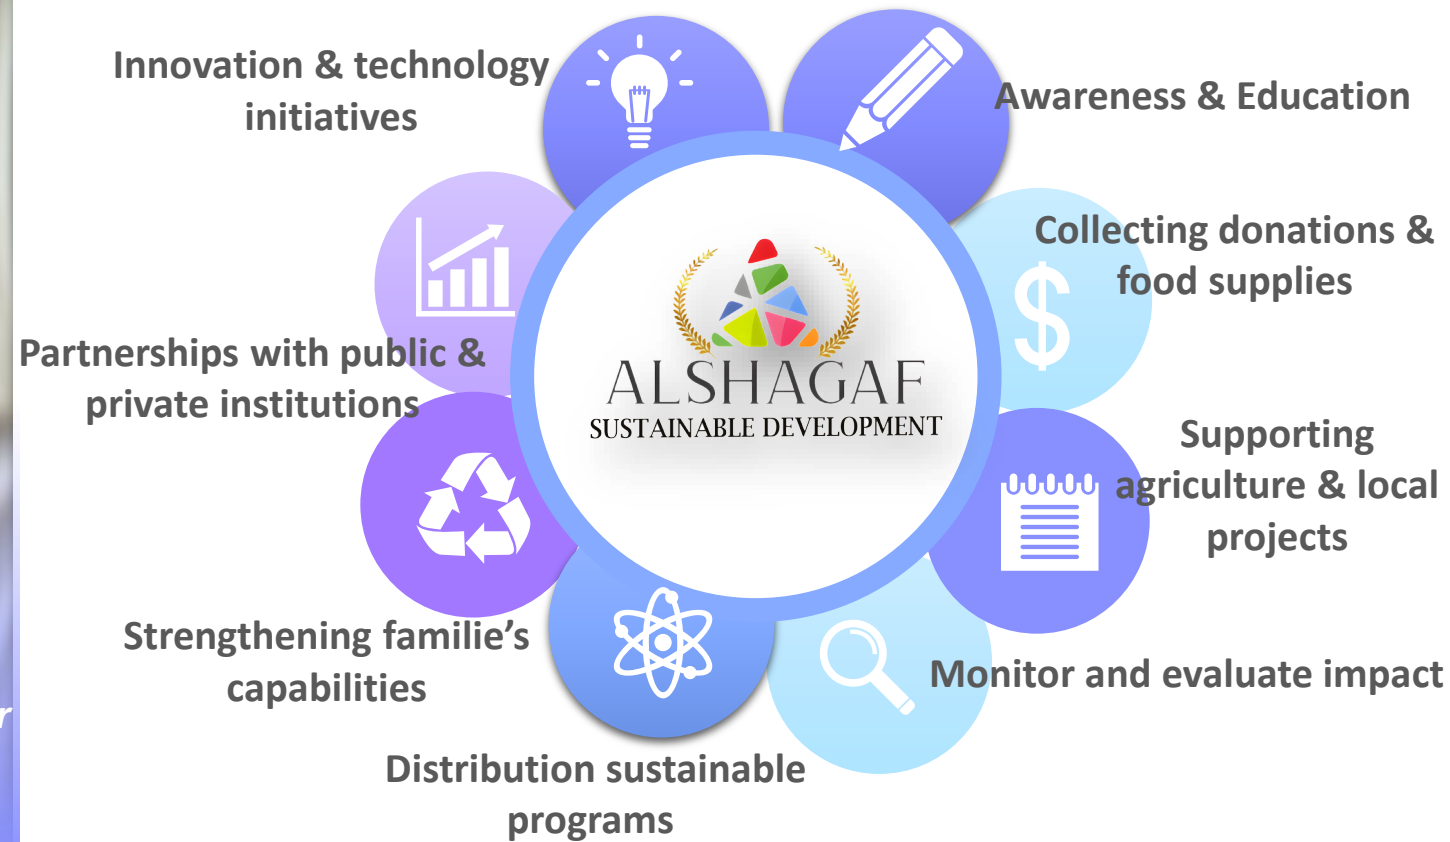 Innovation & technology
initiatives
Awareness & Education
Collecting donations &
food supplies
Partnerships with public &
private institutions
ALSHAGAF
SUSTAINABLE DEVELOPMENT
Supporting
agriculture & local
projects
Strengthening familie’s
capabilities
Monitor and evaluate impact
Distribution sustainable
programs